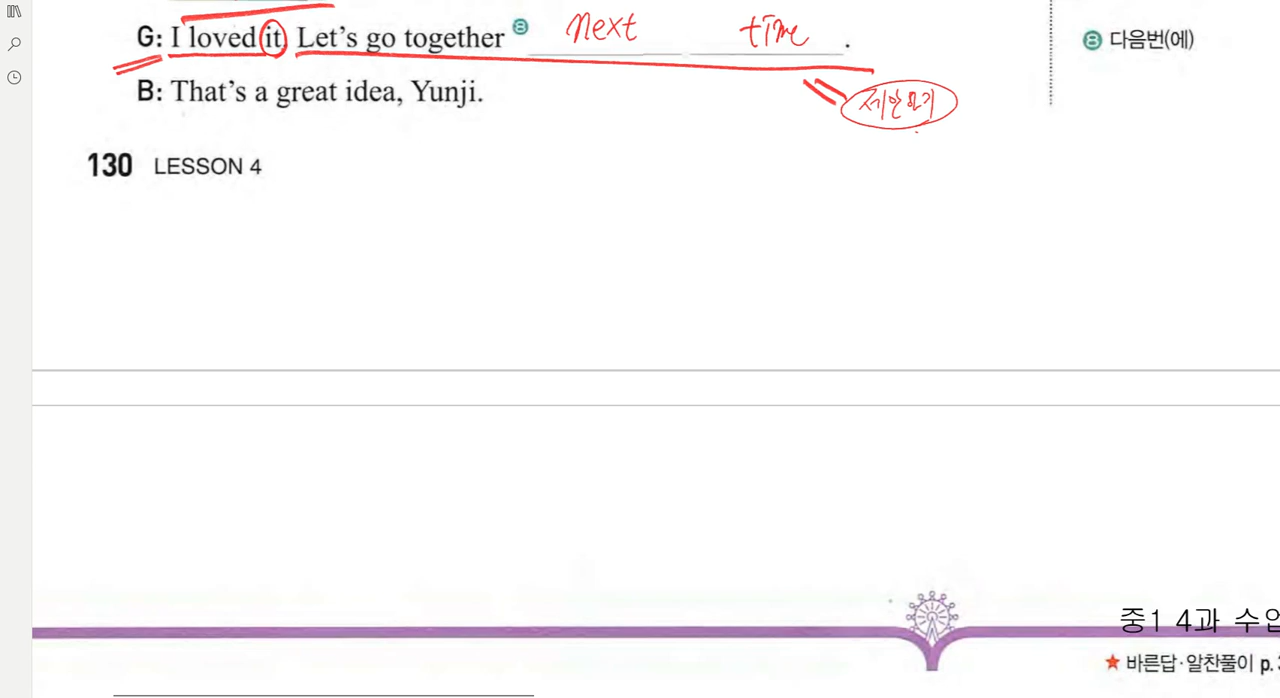 G: I loved it. Let's go together ⑧ next time .
⑧ 다음번(에)
B: That's a great idea, Yunji.
제안하기
130 LESSON 4
중1 4과 수업
★ 바른답·알찬풀이 p.